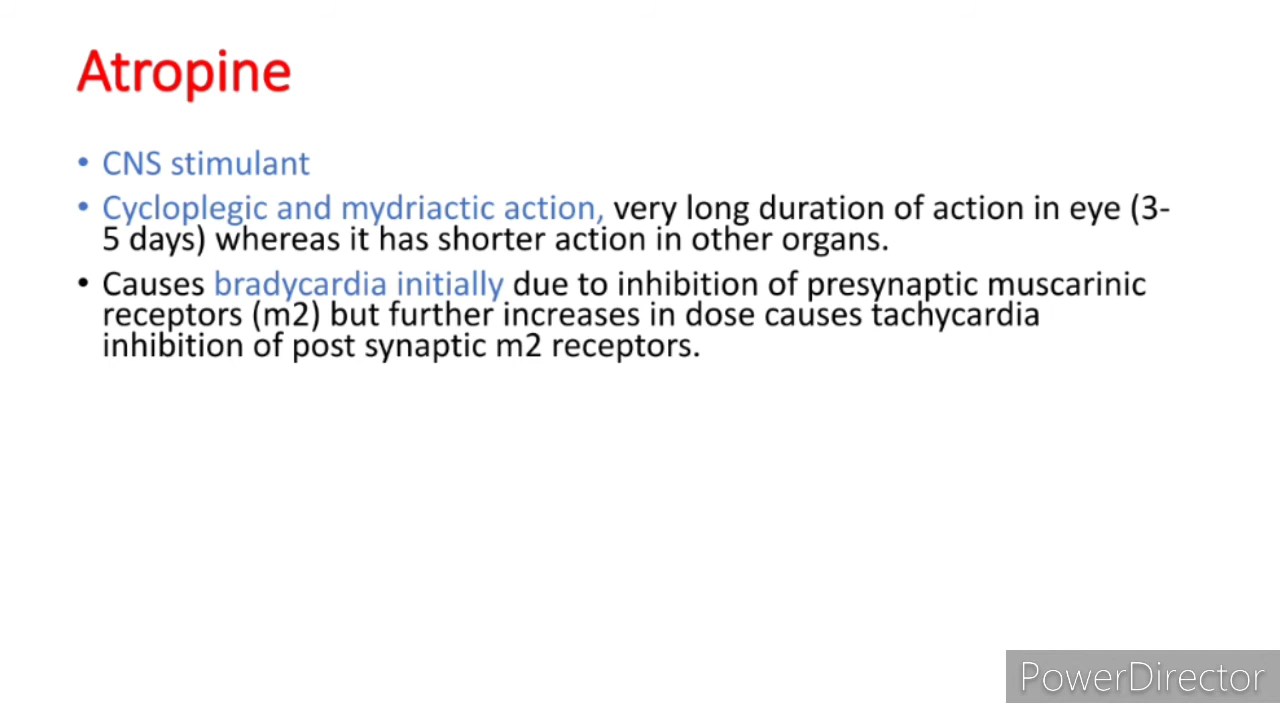 Atropine
• CNS stimulant
• Cycloplegic and mydriactic action, very long duration of action in eye (3-
5 days) whereas it has shorter action in other organs.
• Causes bradycardia initially due to inhibition of presynaptic muscarinic
receptors (m2) but further increases in dose causes tachycardia
inhibition of post synaptic m2 receptors.
PowerDirector